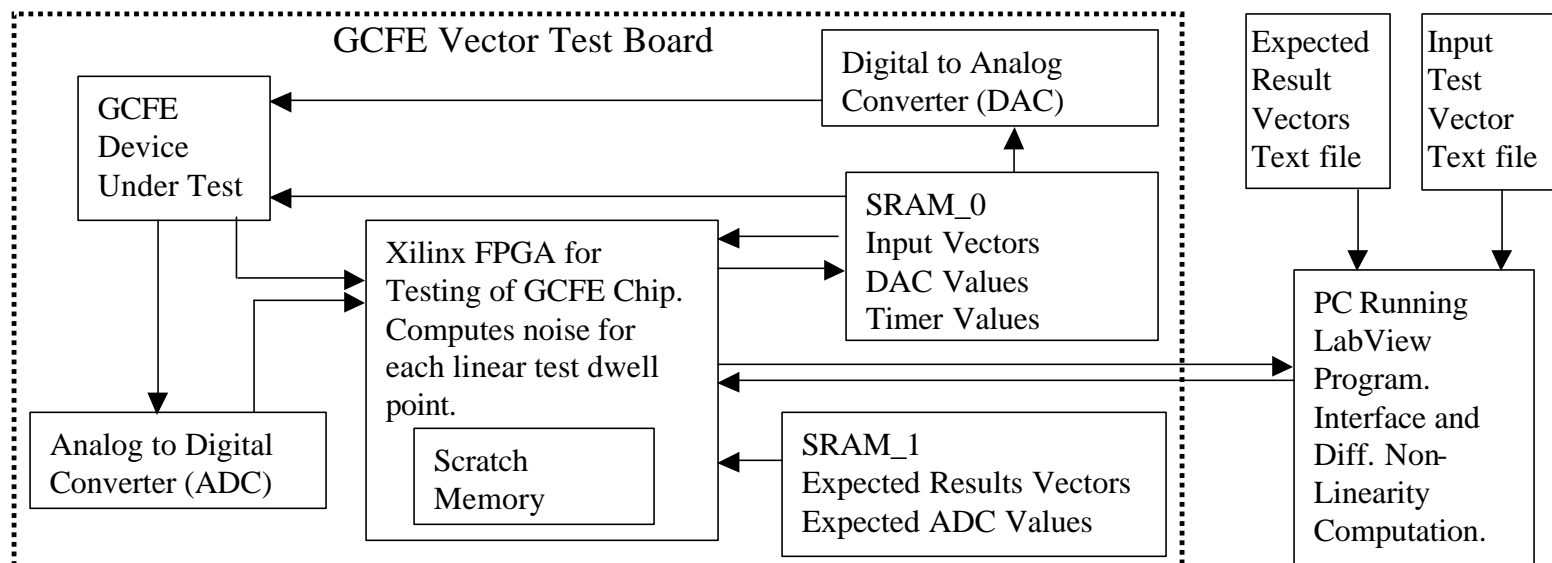 GCFE Vector Test Board
Digital to Analog
Converter (DAC)
GCFE
Device
Under Test
SRAM_0
Input Vectors
DAC Values
Timer Values
Xilinx FPGA for
Testing of GCFE Chip.
Computes noise for
each linear test dwell
point.
Scratch
Memory
Analog to Digital
Converter (ADC)
SRAM_1
Expected Results Vectors
Expected ADC Values
Expected
Result
Vectors
Text file
Input
Test
Vector
Text file
PC Running
LabView
Program.
Interface and
Diff. Non-
Linearity
Computation.